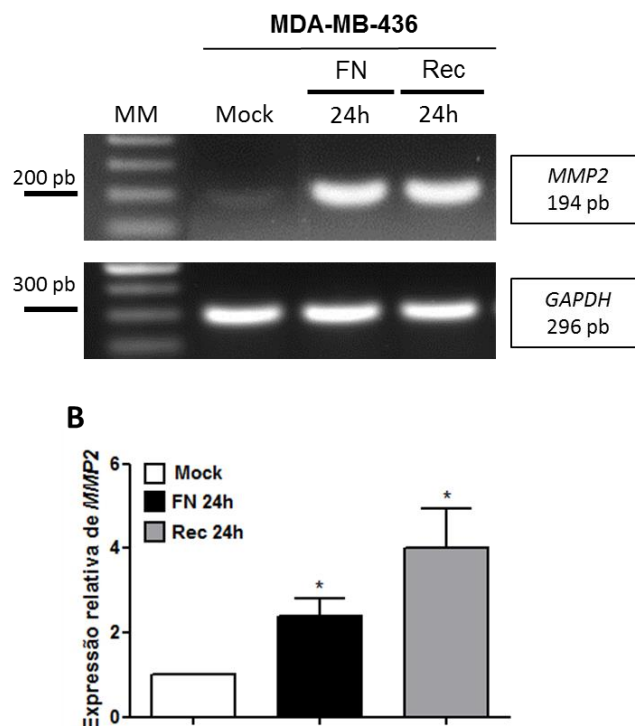 MDA-MB-436
FN Rec
MM Mock 24h 24h
200 pb
MMP2
194 pb
300 pb
GAPDH
296 pb
B
Expressão relativa de MMP2
6
4
2
0
Mock
FN 24h
Rec 24h
*
*